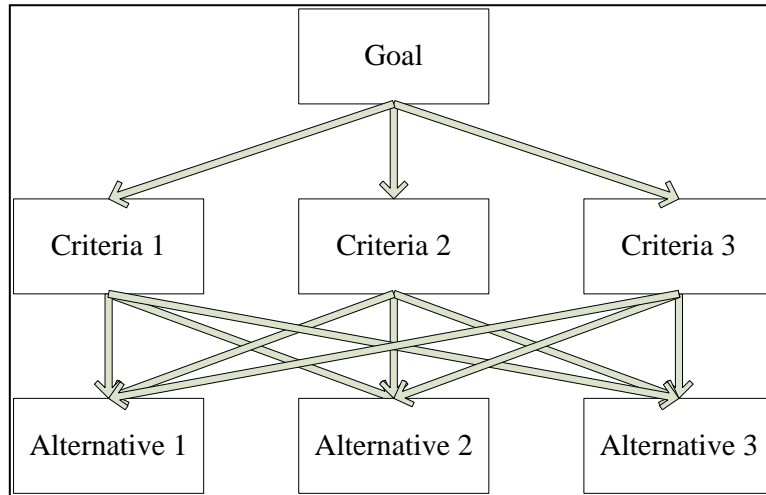 Goal
Criteria 1
Criteria 2
Criteria 3
Alternative 1
Alternative 2
Alternative 3